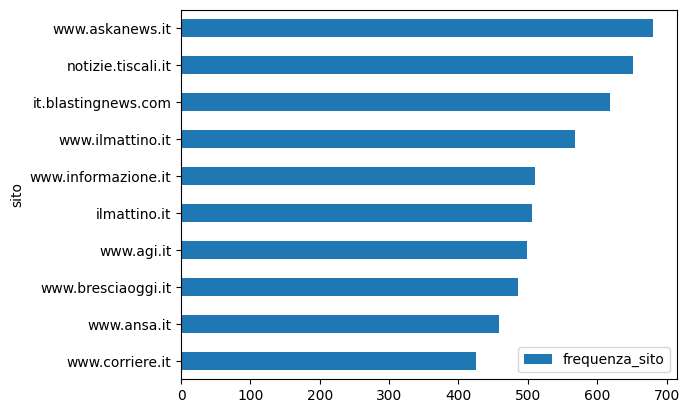 www.askanews.it
notizie.tiscali.it
it.blastingnews.com
www.ilmattino.it
www.informazione.it
ilmattino.it
www.agi.it
www.bresciaoggi.it
www.ansa.it
www.corriere.it
sito
frequenza_sito
0 100 200 300 400 500 600 700